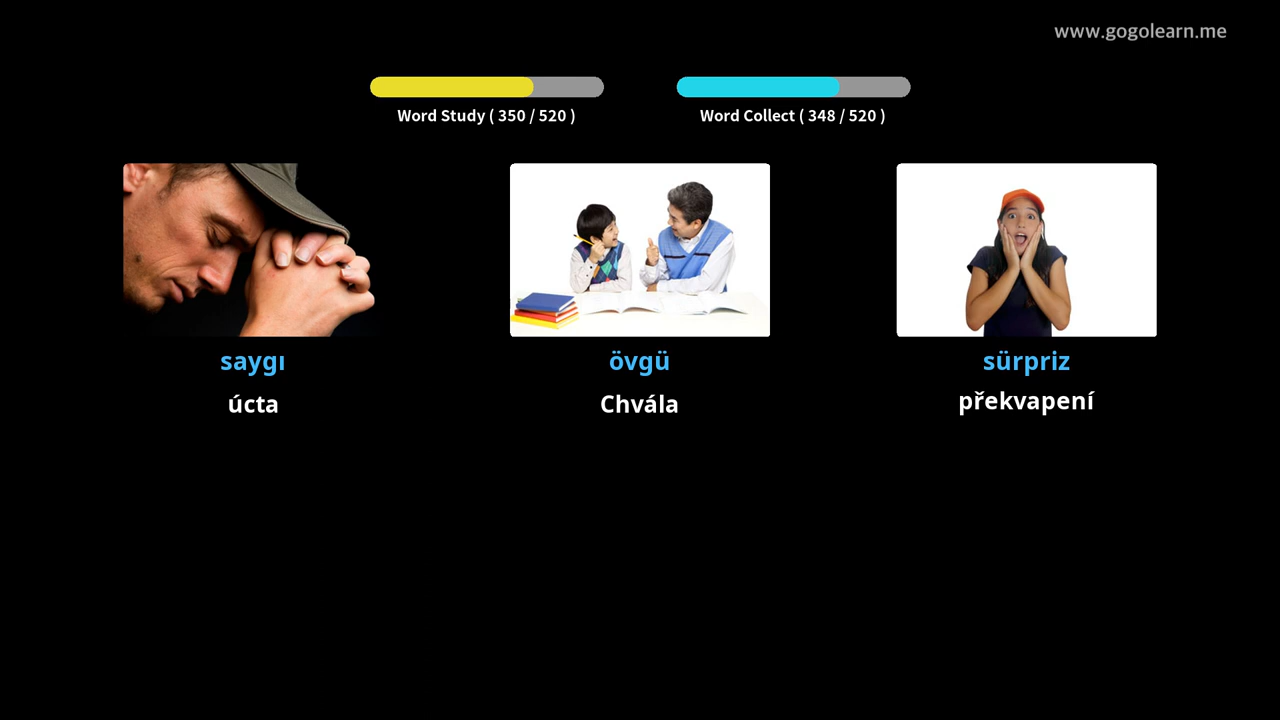 www.gogolearn.me
Word Study ( 350 / 520 )
Word Collect ( 348 / 520 )
saygı
úcta
övgü
Chvála
sürpriz
překvapení